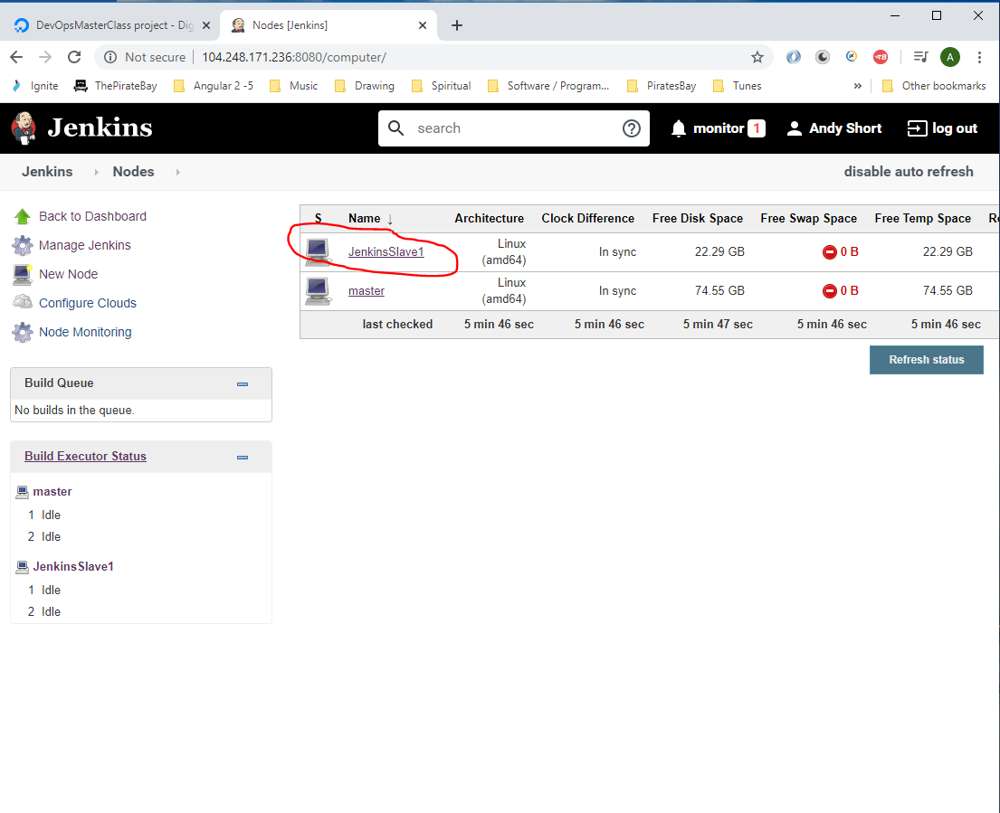 DevOpsMasterClass project - Dig
Nodes [Jenkins]
Not secure | 104.248.171.236:8080/computer/
A
Ignite ThePirateBay Angular 2 -5 Music Drawing Spiritual Software / Program... PiratesBay Tunes » Other bookmarks
Jenkins search monitor 1 Andy Short log out
Jenkins Nodes disable auto refresh
Back to Dashboard
Manage Jenkins
New Node
Configure Clouds
Node Monitoring
Build Queue
No builds in the queue.
Build Executor Status
master
1 Idle
2 Idle
JenkinsSlave1
1 Idle
2 Idle
S Name ↓ Architecture Clock Difference Free Disk Space Free Swap Space Free Temp Space Re
JenkinsSlave1 Linux (amd64) In sync 22.29 GB 0 B 22.29 GB
master Linux (amd64) In sync 74.55 GB 0 B 74.55 GB
last checked 5 min 46 sec 5 min 46 sec 5 min 47 sec 5 min 46 sec 5 min 46 sec
Refresh status